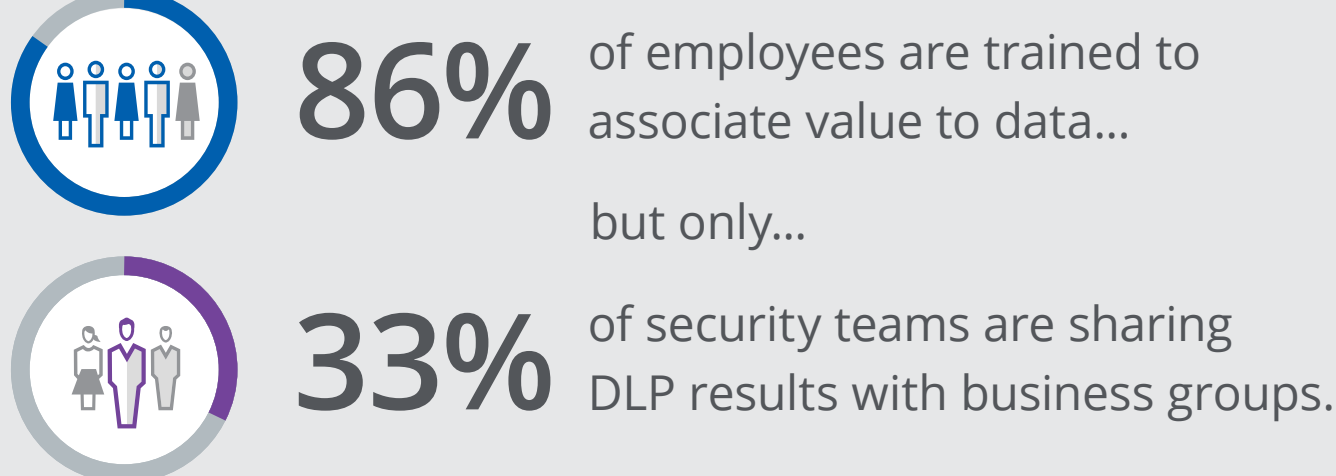 86%
of employees are trained to
associate value to data...
but only...
33%
of security teams are sharing
DLP results with business groups.